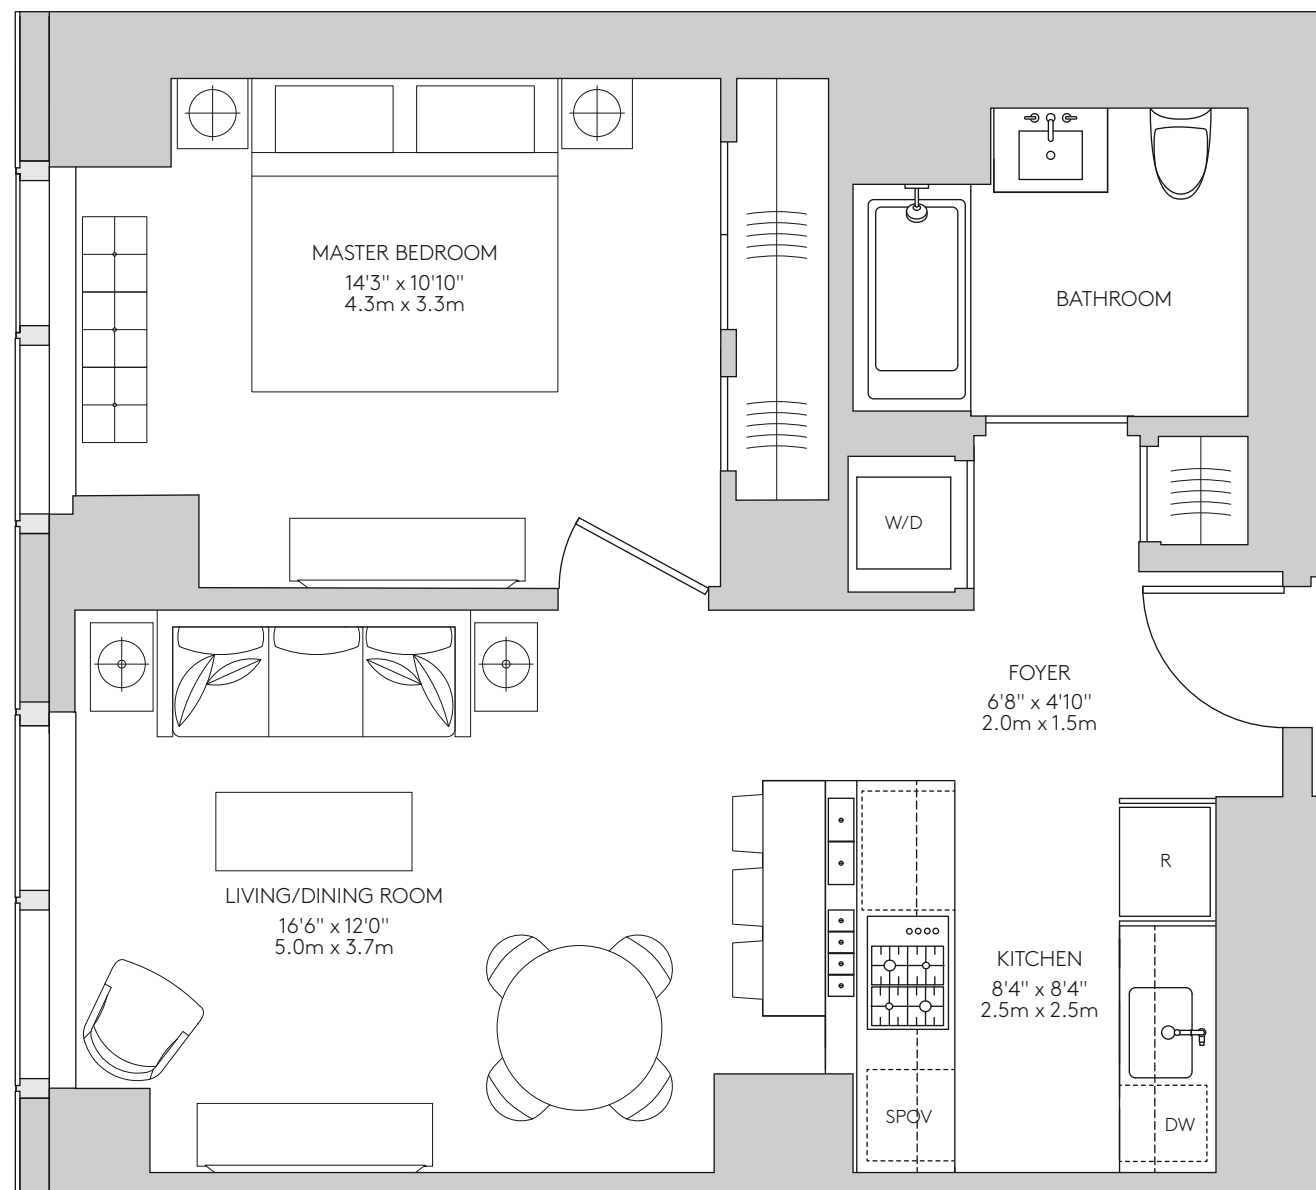 MASTER BEDROOM
14'3" x 10'10"
4.3m x 3.3m
BATHROOM
W/D
FOYER
6'8" x 4'10"
2.0m x 1.5m
R
LIVING/DINING ROOM
16'6" x 12'0"
5.0m x 3.7m
KITCHEN
8'4" x 8'4"
2.5m x 2.5m
SPOV
DW